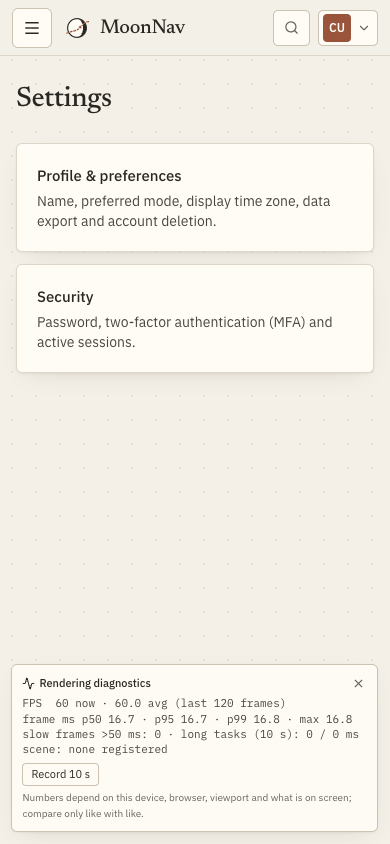 MoonNav
CU
Settings
Profile & preferences
Name, preferred mode, display time zone, data
export and account deletion.
Security
Password, two-factor authentication (MFA) and
active sessions.
Rendering diagnostics
FPS 60 now · 60.0 avg (last 120 frames)
frame ms p50 16.7 · p95 16.7 · p99 16.8 · max 16.8
slow frames >50 ms: 0 · long tasks (10 s): 0 / 0 ms
scene: none registered
Record 10 s
Numbers depend on this device, browser, viewport and what is on screen;
compare only like with like.